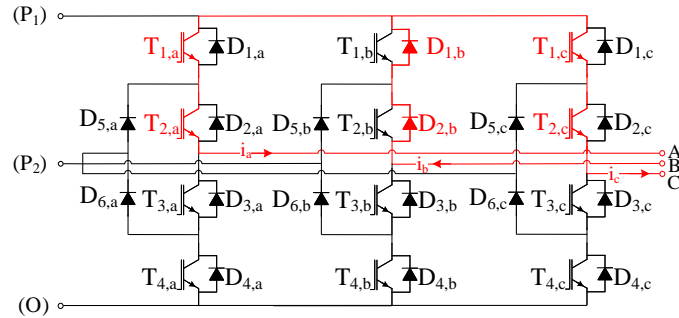 (P1)
T1,a D1,a T1,b D1,b T1,c D1,c
D5,a T2,a D2,a D5,b T2,b D2,b D5,c T2,c D2,c
ia A
(P2) ib B
ic C
D6,a T3,a D3,a D6,b T3,b D3,b D6,c T3,c D3,c
T4,a D4,a T4,b D4,b T4,c D4,c
(O)